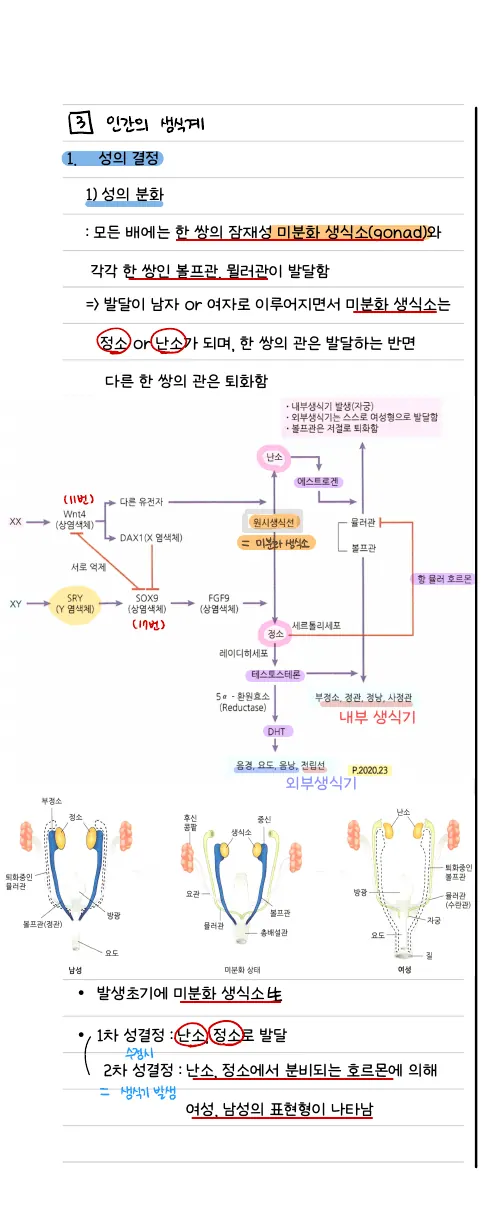 3 인간의 생식계
1. 성의 결정
1) 성의 분화
: 모든 배에는 한 쌍의 잠재성 미분화 생식소(gonad)와
각각 한 쌍인 볼프관, 뮐러관이 발달함
=> 발달이 남자 or 여자로 이루어지면서 미분화 생식소는
정소 or 난소가 되며, 한 쌍의 관은 발달하는 반면
다른 한 쌍의 관은 퇴화함
· 내부생식기 발생(자궁)
· 외부생식기는 스스로 여성형으로 발달함
· 볼프관은 저절로 퇴화함
난소
에스트로겐
(11번)
XX
Wnt4
(상염색체)
다른 유전자
DAX1(X 염색체)
원시생식선
= 미분화 생식소
뮬러관
볼프관
서로 억제
항 뮬러 호르몬
XY
SRY
(Y 염색체)
SOX9
(상염색체)
(17번)
FGF9
(상염색체)
정소
세르톨리세포
레이디히세포
테스토스테론
부정소, 정관, 정낭, 사정관
내부 생식기
5α - 환원효소
(Reductase)
DHT
음경, 요도, 음낭, 전립선
외부생식기
P.2020.23
부정소
정소
퇴화중인
뮬러관
볼프관(정관)
방광
요도
남성
후신
콩팥
생식소
중신
요관
뮬러관
볼프관
총배설관
미분화 상태
난소
퇴화중인
볼프관
방광
뮬러관
(수란관)
자궁
요도
질
여성
• 발생초기에 미분화 생식소生
• 1차 성결정 : 난소, 정소로 발달
수정시
2차 성결정 : 난소, 정소에서 분비되는 호르몬에 의해
= 생식기 발생
여성, 남성의 표현형이 나타남